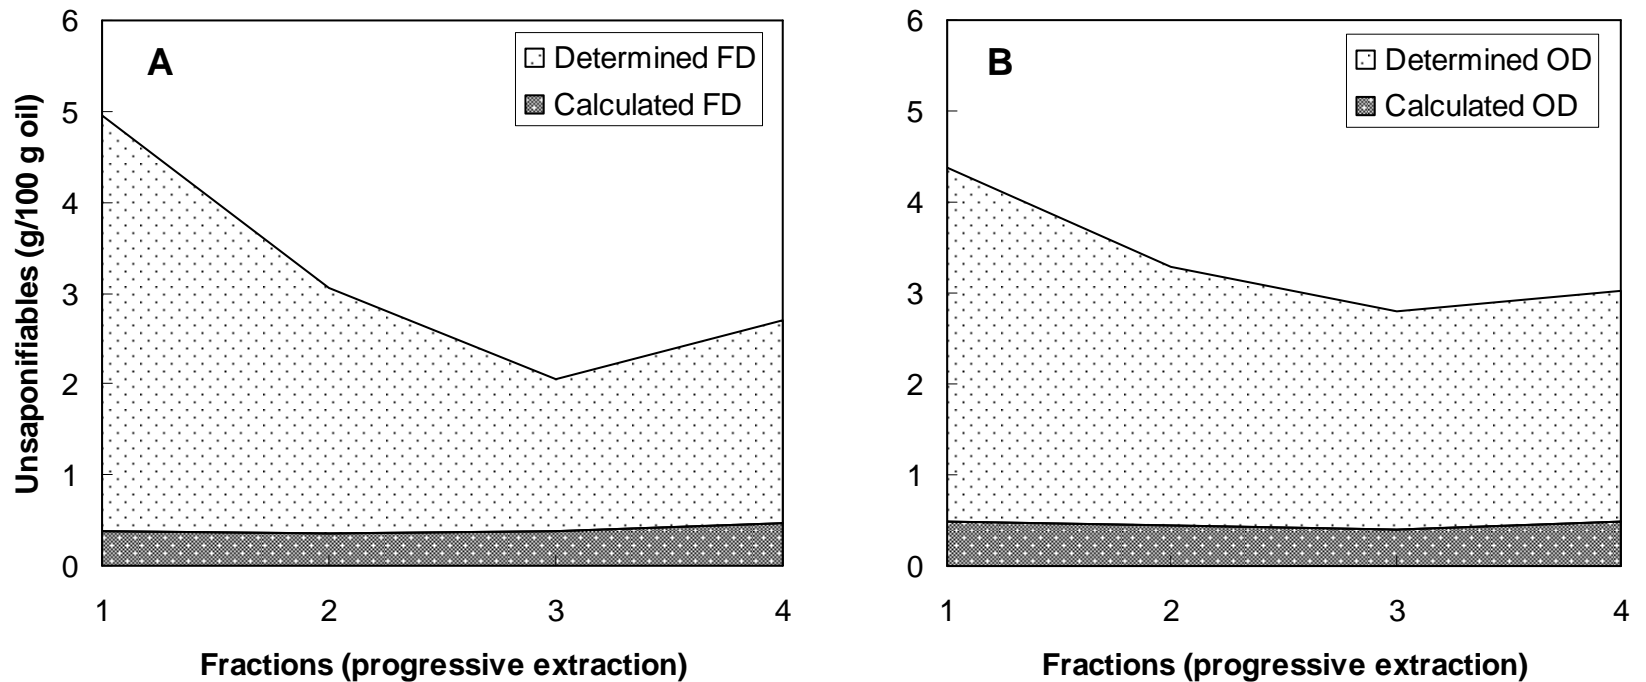 A
Determined FD
Calculated FD
Unsaponifiables (g/100 g oil)
6
5
4
3
2
1
0
1 2 3 4
Fractions (progressive extraction)
B
Determined OD
Calculated OD
6
5
4
3
2
1
0
1 2 3 4
Fractions (progressive extraction)